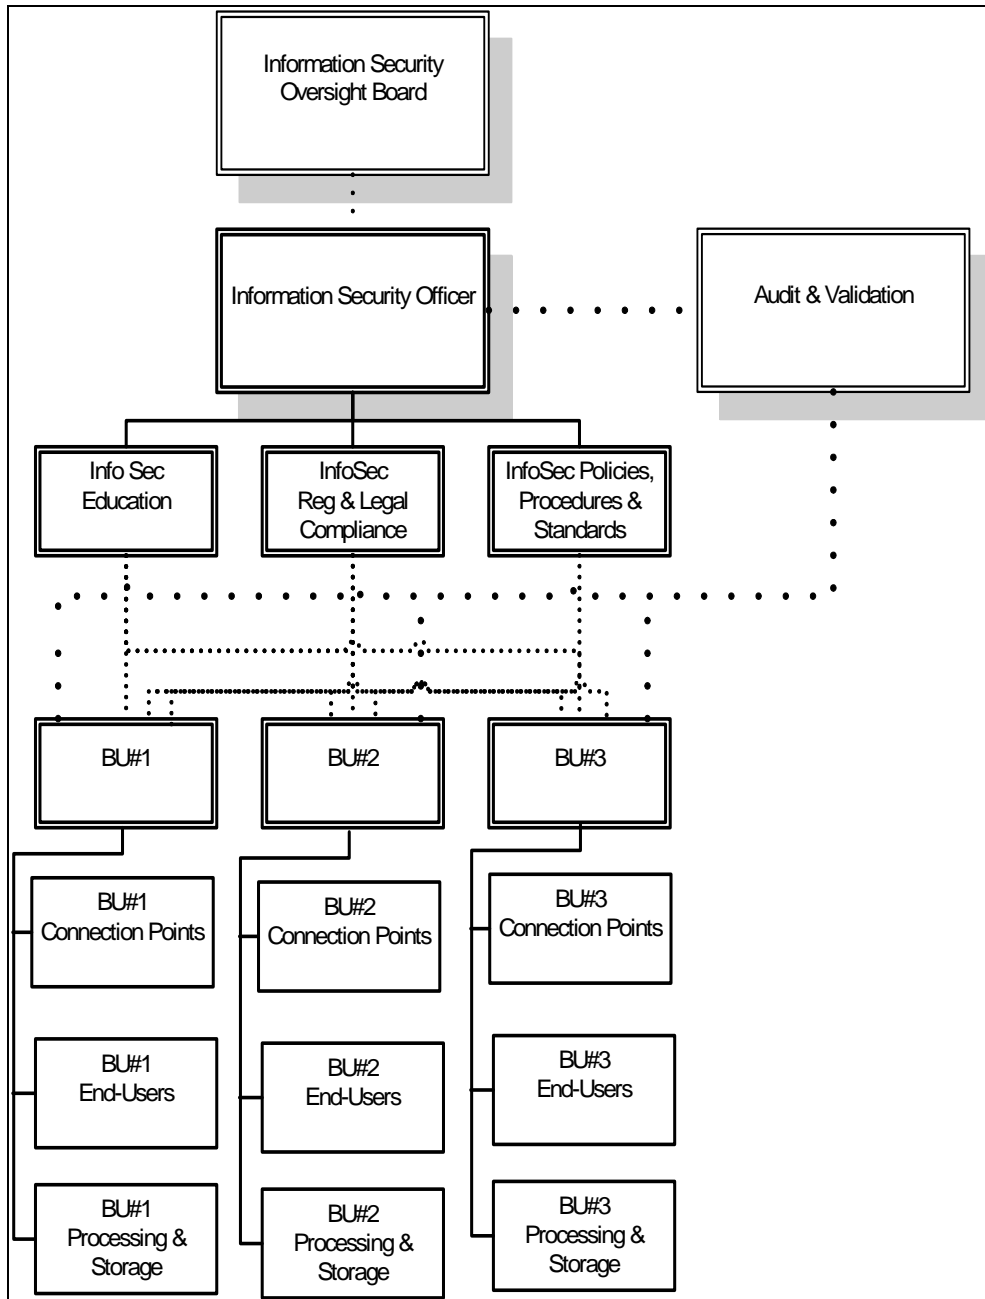 Information Security
Oversight Board
Information Security Officer
Audit & Validation
Info Sec
Education
InfoSec
Reg & Legal
Compliance
InfoSec Policies,
Procedures &
Standards
BU#1
BU#2
BU#3
BU#1
Connection Points
BU#2
Connection Points
BU#3
Connection Points
BU#1
End-Users
BU#2
End-Users
BU#3
End-Users
BU#1
Processing &
Storage
BU#2
Processing &
Storage
BU#3
Processing &
Storage